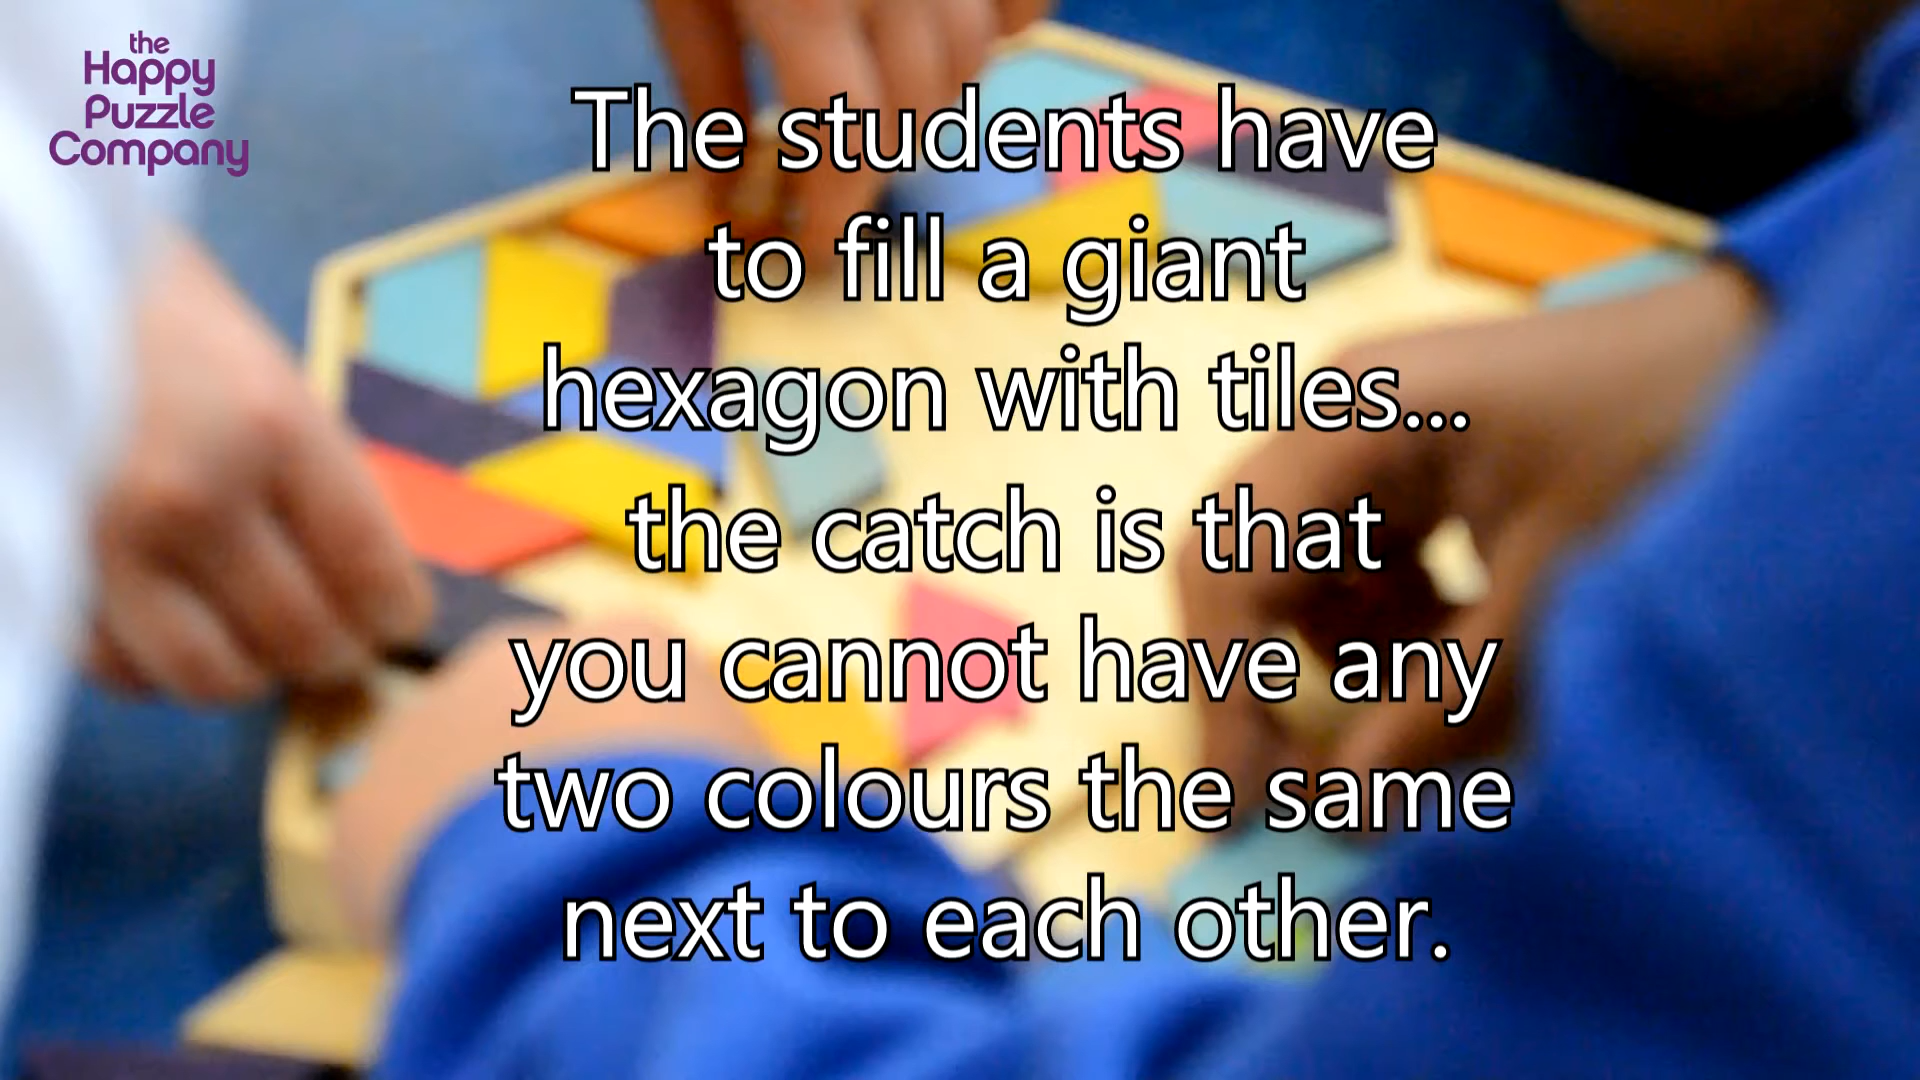 the
Happy
Puzzle
Company
The students have
to fill a giant
hexagon with tiles...
the catch is that
you cannot have any
two colours the same
next to each other.